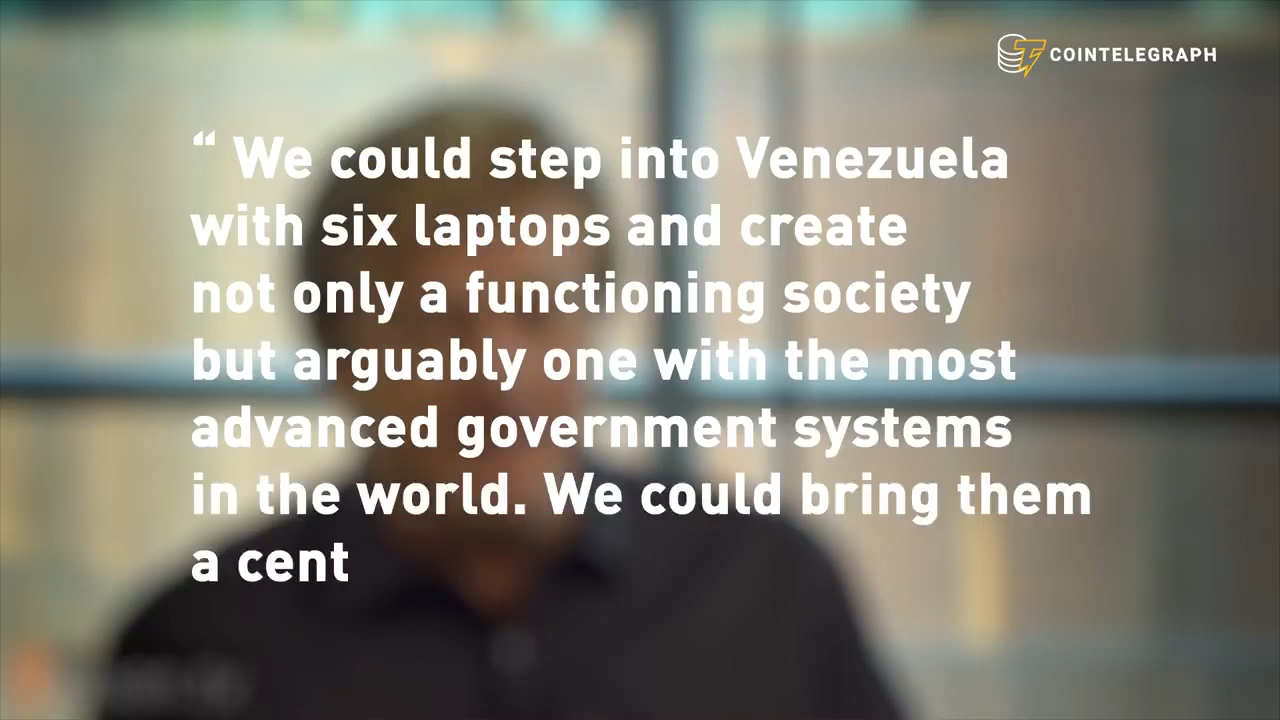 COINTELEGRAPH
“ We could step into Venezuela
with six laptops and create
not only a functioning society
but arguably one with the most
advanced government systems
in the world. We could bring them
a cent